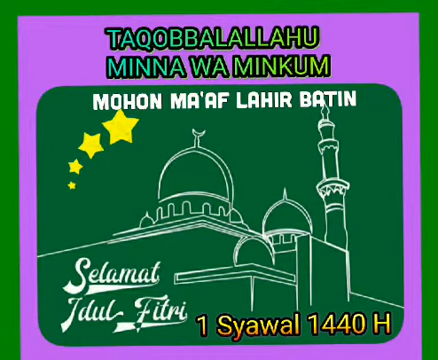 TAQOBBALALLAHU
MINNA WA MINKUM
MOHON MA'AF LAHIR BATIN
Selamat
Idul Fitri
1 Syawal 1440 H